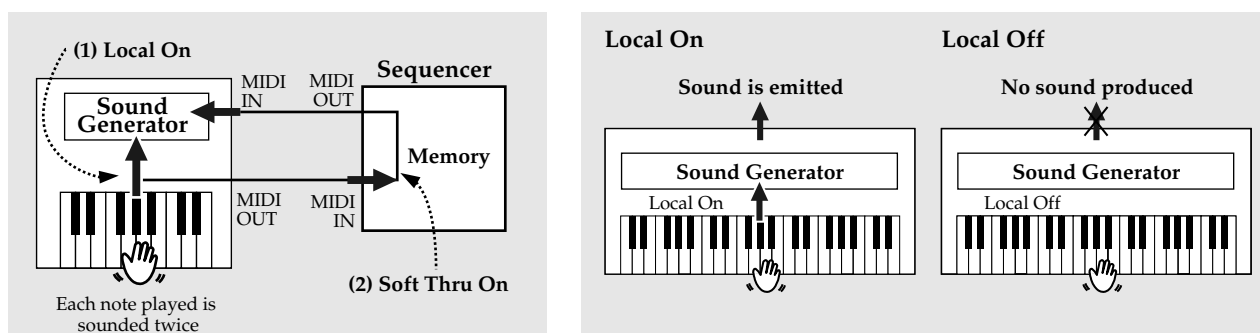 (1) Local On
MIDI
IN
MIDI
OUT
Sequencer
Sound
Generator
Memory
MIDI
OUT
MIDI
IN
(2) Soft Thru On
Each note played is
sounded twice
Local On
Sound is emitted
Sound Generator
Local On
Local Off
No sound produced
Sound Generator
Local Off